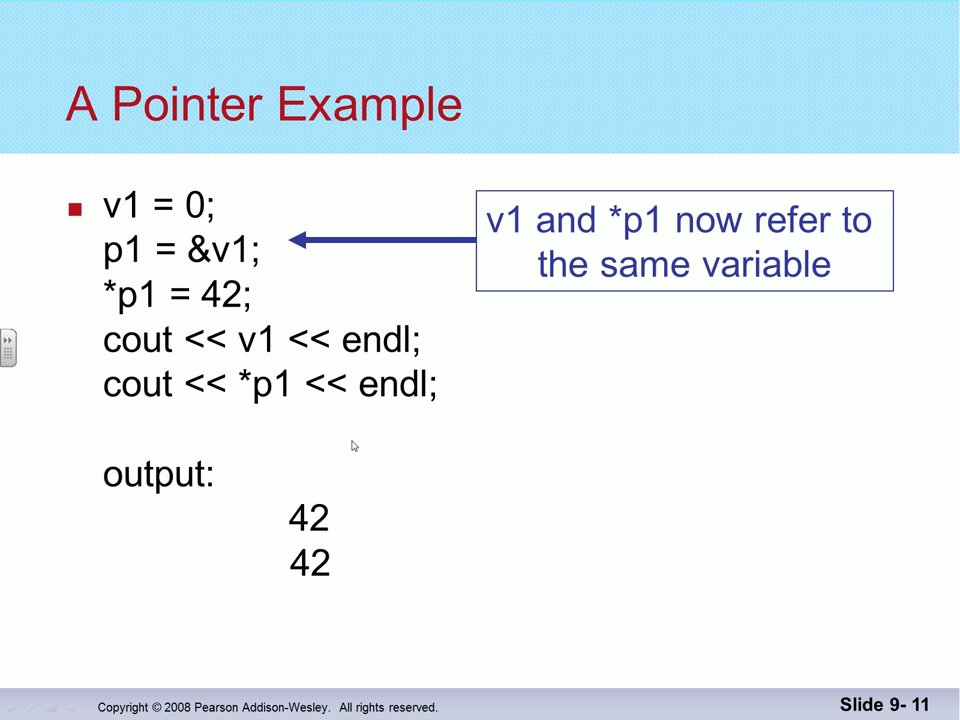 A Pointer Example
v1 = 0;
p1 = &v1;
*p1 = 42;
cout << v1 << endl;
cout << *p1 << endl;
v1 and *p1 now refer to
the same variable
output:
42
42
Copyright © 2008 Pearson Addison-Wesley. All rights reserved.
Slide 9- 11